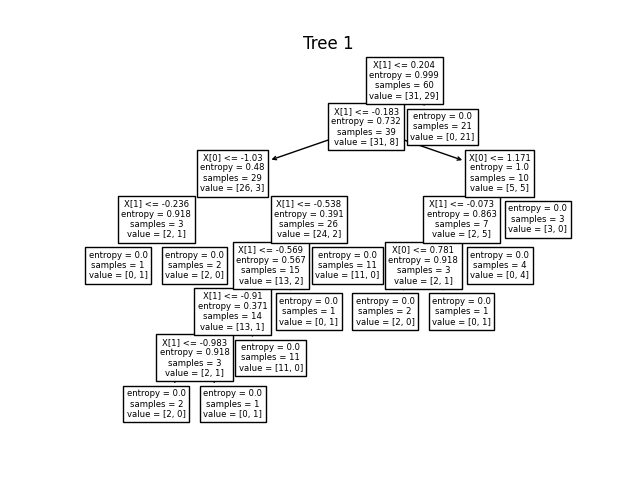 Tree 1
X[1] <= 0.204
entropy = 0.999
samples = 60
value = [31, 29]
X[1] <= -0.183
entropy = 0.732
samples = 39
value = [31, 8]
entropy = 0.0
samples = 21
value = [0, 21]
X[0] <= -1.03
entropy = 0.48
samples = 29
value = [26, 3]
X[0] <= 1.171
entropy = 1.0
samples = 10
value = [5, 5]
X[1] <= -0.236
entropy = 0.918
samples = 3
value = [2, 1]
X[1] <= -0.538
entropy = 0.391
samples = 26
value = [24, 2]
X[1] <= -0.073
entropy = 0.863
samples = 7
value = [2, 5]
entropy = 0.0
samples = 3
value = [3, 0]
entropy = 0.0
samples = 1
value = [0, 1]
entropy = 0.0
samples = 2
value = [2, 0]
X[1] <= -0.569
entropy = 0.567
samples = 15
value = [13, 2]
entropy = 0.0
samples = 11
value = [11, 0]
X[0] <= 0.781
entropy = 0.918
samples = 3
value = [2, 1]
entropy = 0.0
samples = 4
value = [0, 4]
X[1] <= -0.91
entropy = 0.371
samples = 14
value = [13, 1]
entropy = 0.0
samples = 1
value = [0, 1]
entropy = 0.0
samples = 2
value = [2, 0]
entropy = 0.0
samples = 1
value = [0, 1]
X[1] <= -0.983
entropy = 0.918
samples = 3
value = [2, 1]
entropy = 0.0
samples = 11
value = [11, 0]
entropy = 0.0
samples = 2
value = [2, 0]
entropy = 0.0
samples = 1
value = [0, 1]